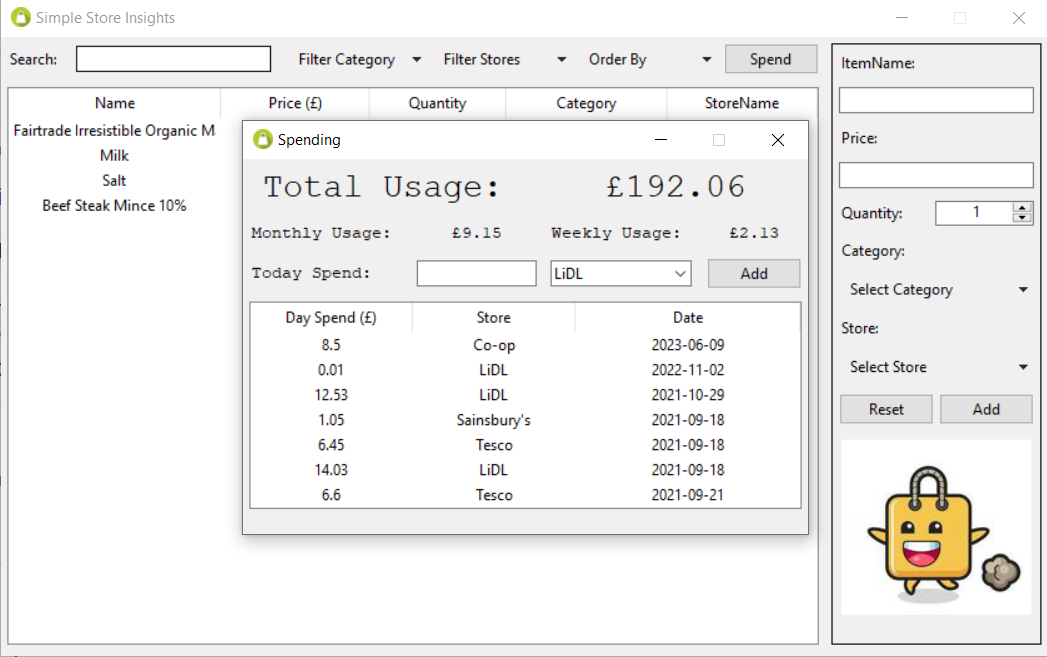 Simple Store Insights
Search: Filter Category Filter Stores Order By Spend
Name Price (£) Quantity Category StoreName
Fairtrade Irresistible Organic M
Milk
Salt
Beef Steak Mince 10%
Spending
Total Usage: £192.06
Monthly Usage: £9.15 Weekly Usage: £2.13
Today Spend: LiDL Add
Day Spend (£) Store Date
8.5 Co-op 2023-06-09
0.01 LiDL 2022-11-02
12.53 LiDL 2021-10-29
1.05 Sainsbury's 2021-09-18
6.45 Tesco 2021-09-18
14.03 LiDL 2021-09-18
6.6 Tesco 2021-09-21
ItemName:
Price:
Quantity: 1
Category:
Select Category
Store:
Select Store
Reset Add